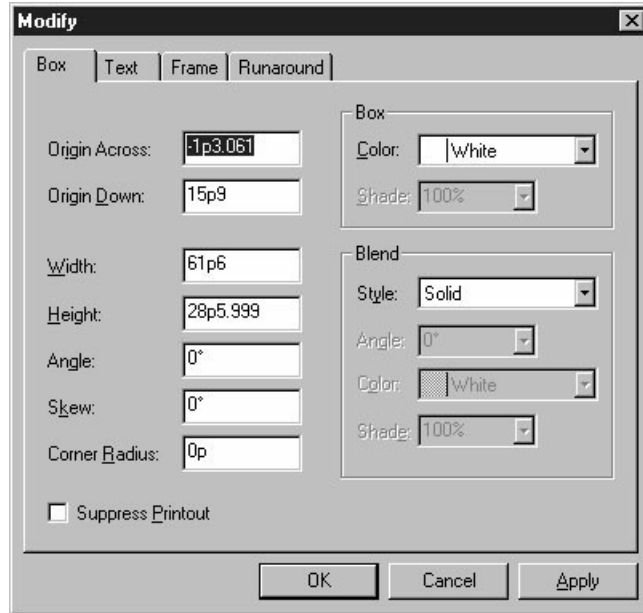 Modify
Box Text Frame Runaround
Origin Across: -1p3.061
Origin Down: 15p9
Width: 61p6
Height: 28p5.999
Angle: 0°
Skew: 0°
Corner Radius: 0p
Suppress Printout
Box
Color: White
Shade: 100%
Blend
Style: Solid
Angle: 0°
Color: White
Shade: 100%
OK Cancel Apply